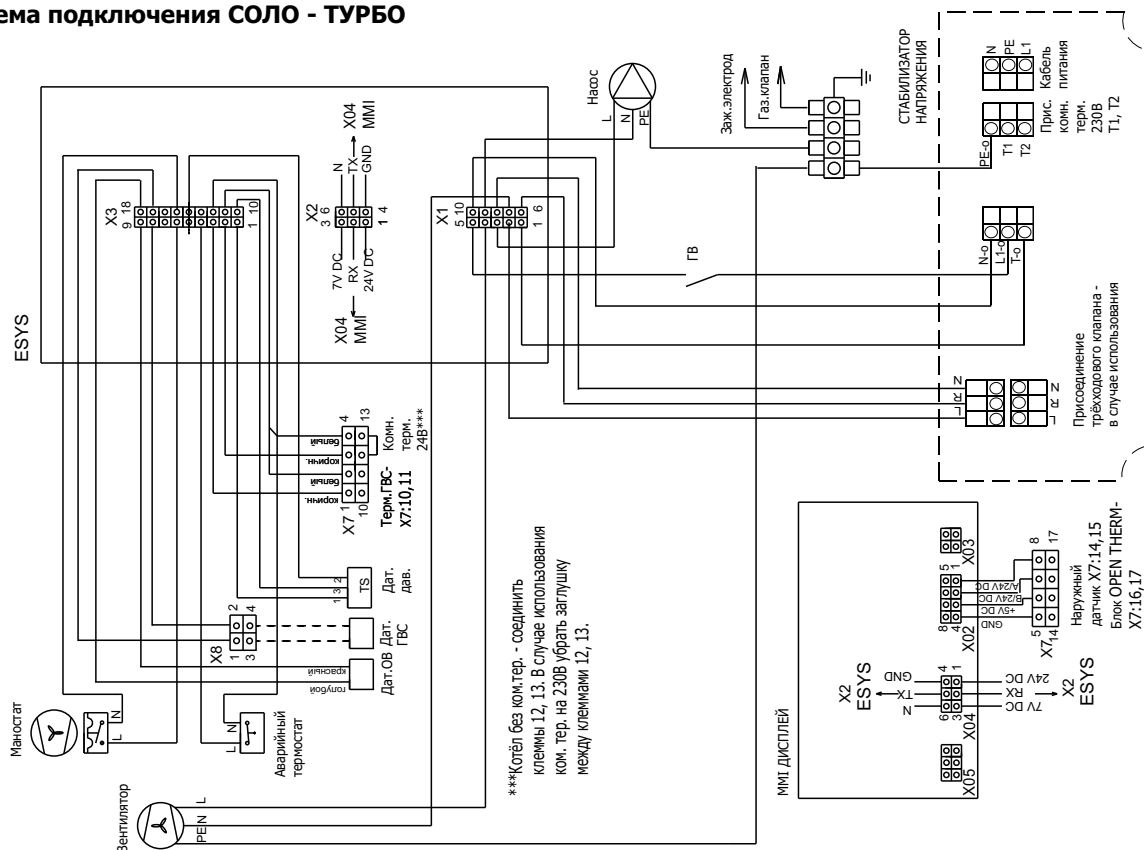 ема подключения СОЛО - ТУРБО
ESYS
X3
9 18
1 10
X2
3 6
1 4
N
TX
GND
X04
MMI
7V DC
RX
24V DC
X04
MMI
X1
5 10
1 6
Насос
L
N
PE
Заж.электрод
Газ.клапан
СТАБИЛИЗАТОР
НАПРЯЖЕНИЯ
N
PE
L1
Кабель
питания
PE-o
T1
T2
Прис.
комн.
терм.
230В
T1, T2
ГВ
N-o
L1-o
T-o
N
R
L
N
R
L
Присоединение
трёхходового клапана -
в случае использования
белый
коричн.
белый
коричн.
4 13
X7 1
10
Комн.
терм.
24В***
Терм.ГВС-
X7:10,11
TS
1 3 2
Дат.
дав.
X8
1 2
3 4
Дат.
ГВС
красный
голубой
Дат.ОВ
Маностат
N
L
N
L
Аварийный
термостат
Вентилятор
L
N
PE
***Котёл без ком.тер. - соединить
клеммы 12, 13. В случае использования
ком. тер. на 230В убрать заглушку
между клеммами 12, 13.
MMI ДИСПЛЕЙ
X03
X02
8 5
4 1
A/24V DC
B/24V DC
+5V DC
GND
8 17
5 14
X7
Наружный
датчик X7:14,15
Блок OPEN THERM-
X7:16,17
X2
ESYS
GND
TX
N
4 1
6 3
X04
24V DC
RX
7V DC
X2
ESYS
X05